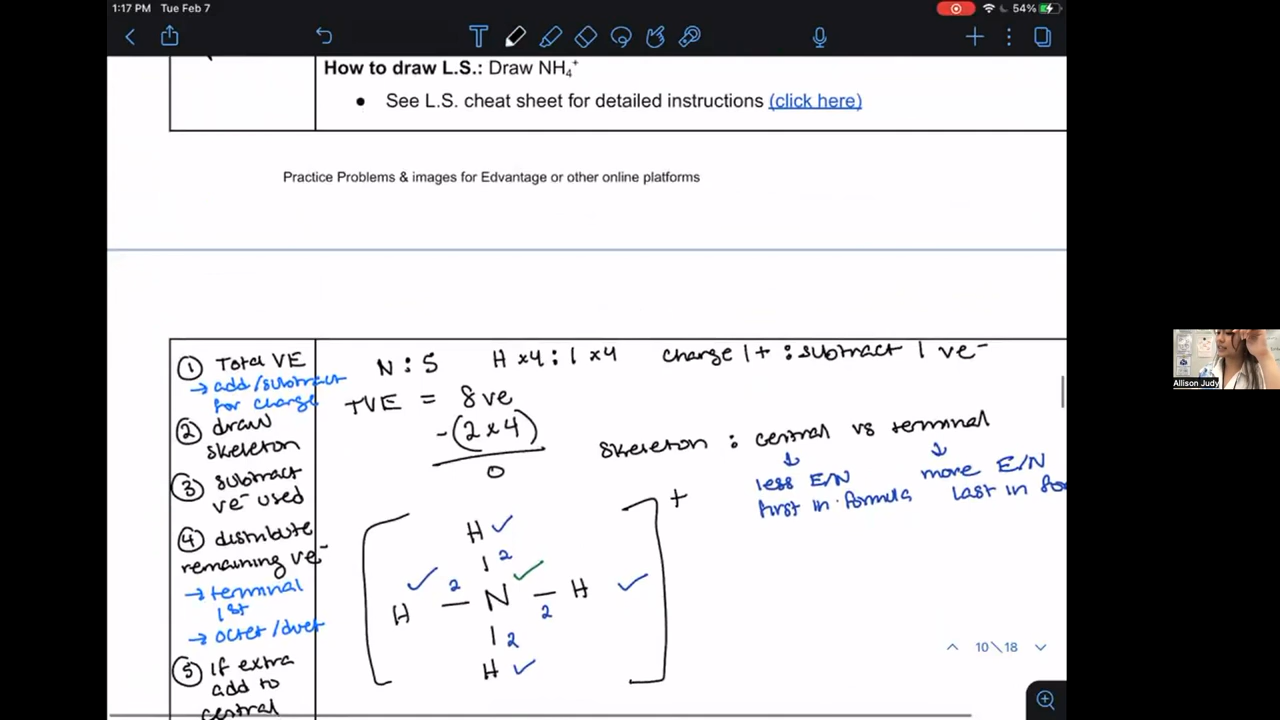 1:17 PM Tue Feb 7
54%
How to draw L.S.: Draw NH₄⁺
• See L.S. cheat sheet for detailed instructions (click here)
Practice Problems & images for Edvantage or other online platforms
① Total VE
→ add/subtract
for charge
② draw
skeleton
③ subtract
ve⁻ used
④ distribute
remaining ve⁻
→ terminal
1st
→ octet/duet
⑤ if extra
add to
central
N : 5 H x4 : 1 x4 charge 1+ : subtract 1 ve⁻
TVE = 8 ve
-(2 x 4)
0
skeleton : central vs terminal
↓ ↓
less E/N more E/N
first in formula last in
+
H ✓
| 2
✓ 2 ✓
H — N — H ✓
2
| 2
H ✓
10\18
Allison Judy